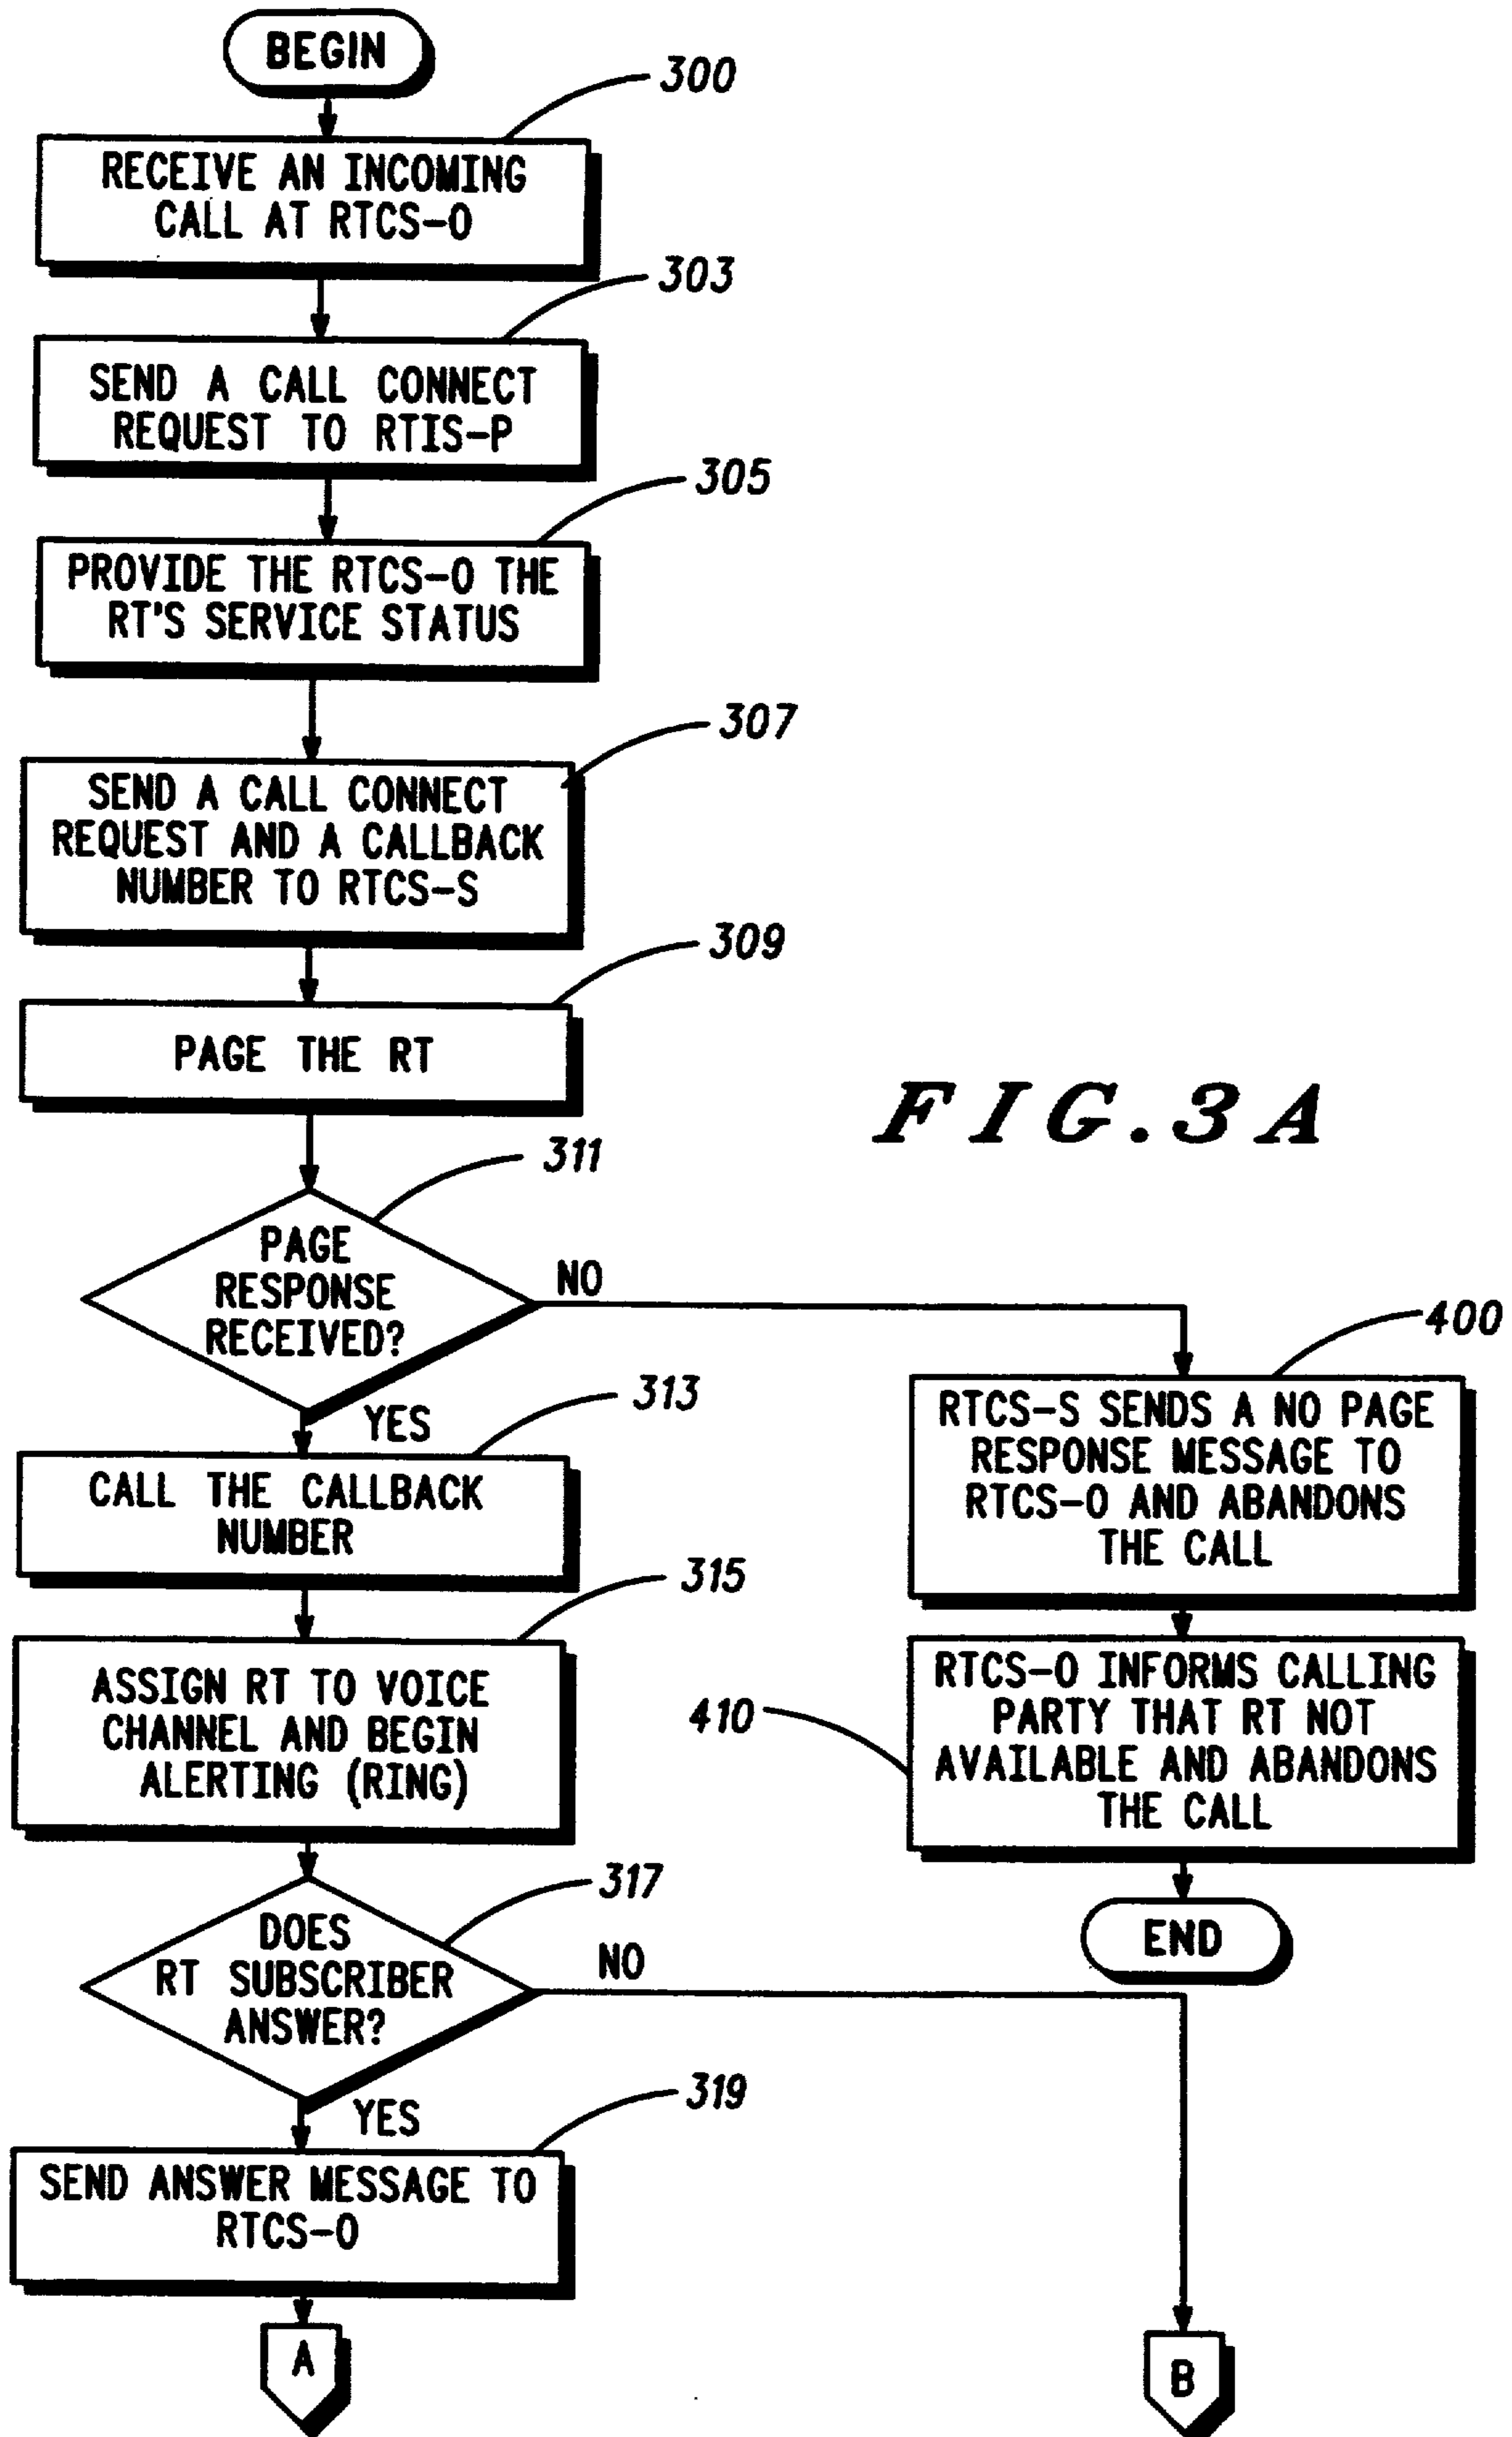 BEGIN
300
RECEIVE AN INCOMING
CALL AT RTCS-O
303
SEND A CALL CONNECT
REQUEST TO RTIS-P
305
PROVIDE THE RTCS-O THE
RT'S SERVICE STATUS
307
SEND A CALL CONNECT
REQUEST AND A CALLBACK
NUMBER TO RTCS-S
309
PAGE THE RT
FIG.3A
311
PAGE
RESPONSE
RECEIVED?
NO
YES
400
RTCS-S SENDS A NO PAGE
RESPONSE MESSAGE TO
RTCS-O AND ABANDONS
THE CALL
313
CALL THE CALLBACK
NUMBER
315
ASSIGN RT TO VOICE
CHANNEL AND BEGIN
ALERTING (RING)
410
RTCS-O INFORMS CALLING
PARTY THAT RT NOT
AVAILABLE AND ABANDONS
THE CALL
END
317
DOES
RT SUBSCRIBER
ANSWER?
NO
YES
319
SEND ANSWER MESSAGE TO
RTCS-O
A
B